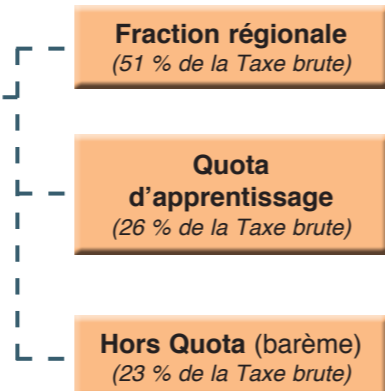 Fraction régionale
(51 % de la Taxe brute)
Quota
d’apprentissage
(26 % de la Taxe brute)
Hors Quota (barème)
(23 % de la Taxe brute)